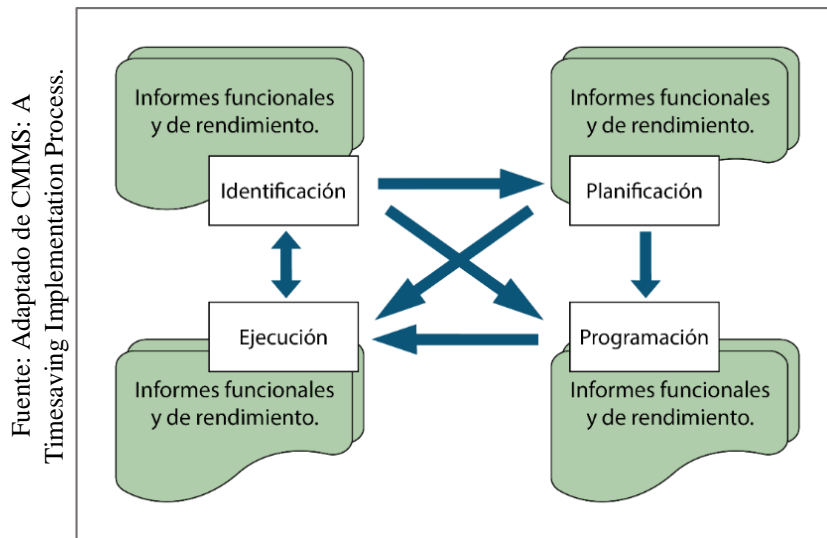 Fuente: Adaptado de CMMS: A
Timesaving Implementation Process.
Informes funcionales
y de rendimiento.
Identificación
Informes funcionales
y de rendimiento.
Planificación
Ejecución
Informes funcionales
y de rendimiento.
Programación
Informes funcionales
y de rendimiento.